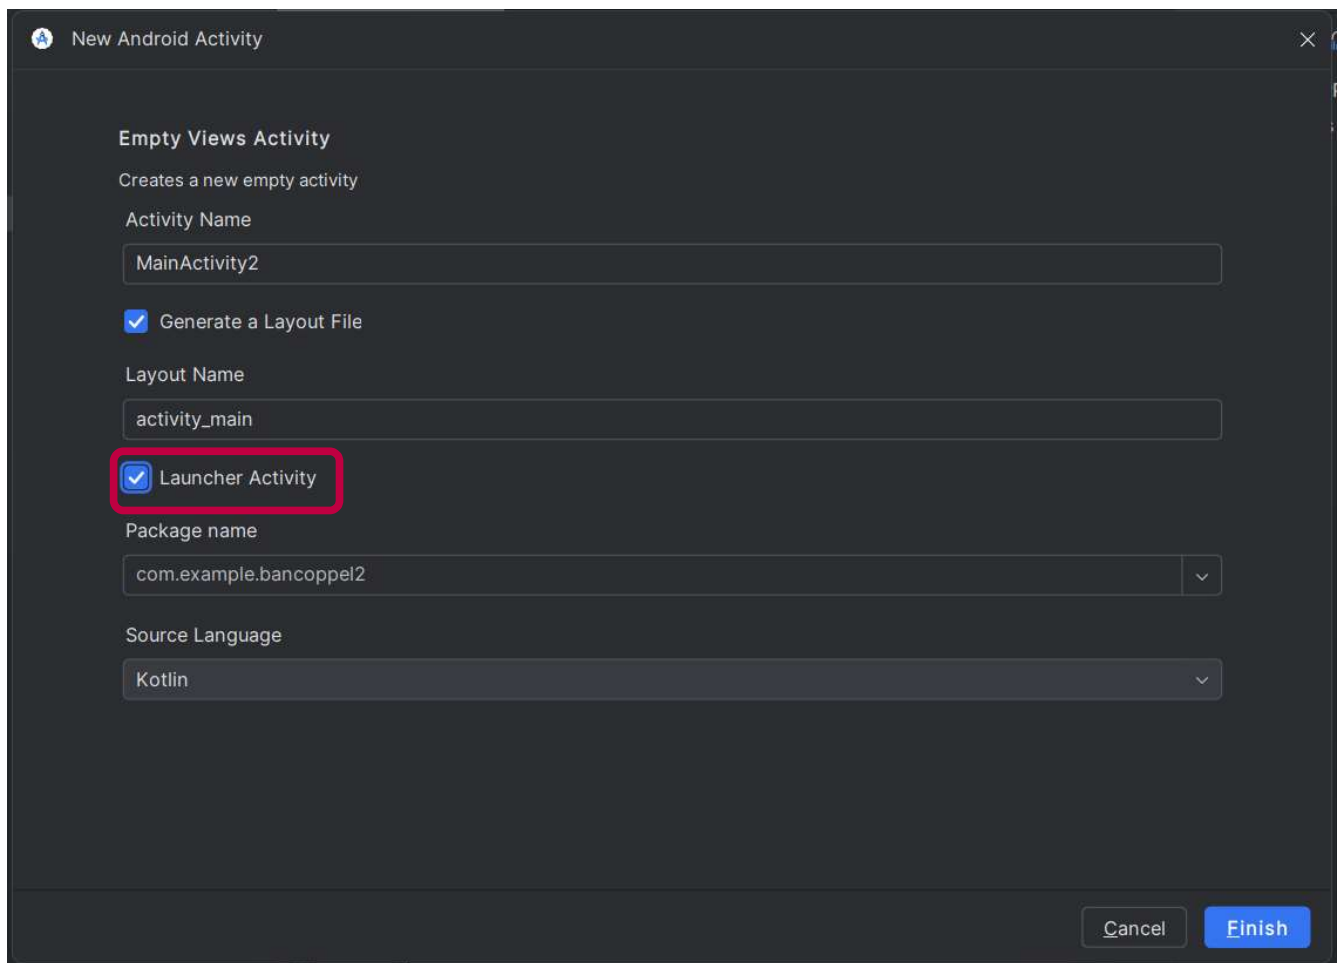 New Android Activity
Empty Views Activity
Creates a new empty activity
Activity Name
MainActivity2
Generate a Layout File
Layout Name
activity_main
Launcher Activity
Package name
com.example.bancoppel2
Source Language
Kotlin
Cancel
Finish